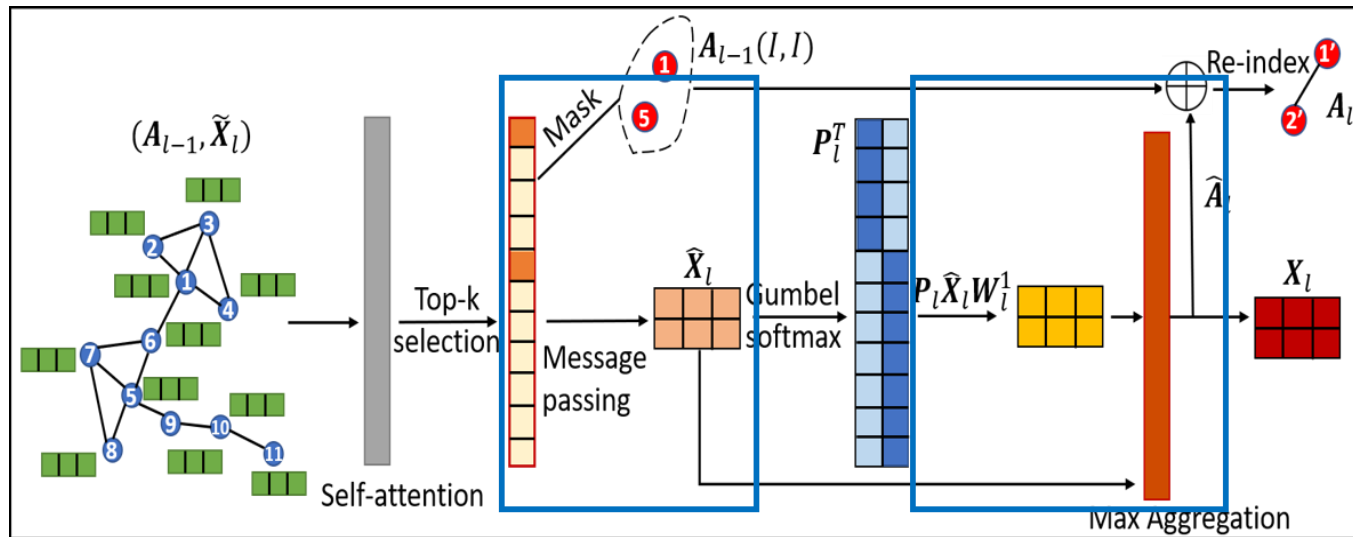 (A_{l-1}, X̃_l)
2
3
1
4
6
7
5
8
9
10
11
Self-attention
Top-k
selection
Mask
1
5
A_{l-1}(I, I)
Message
passing
X̂_l
Gumbel
softmax
P_l^T
P_l X̂_l W_l^1
Max Aggregation
Â_l
Re-index
1'
2'
A_l
X_l